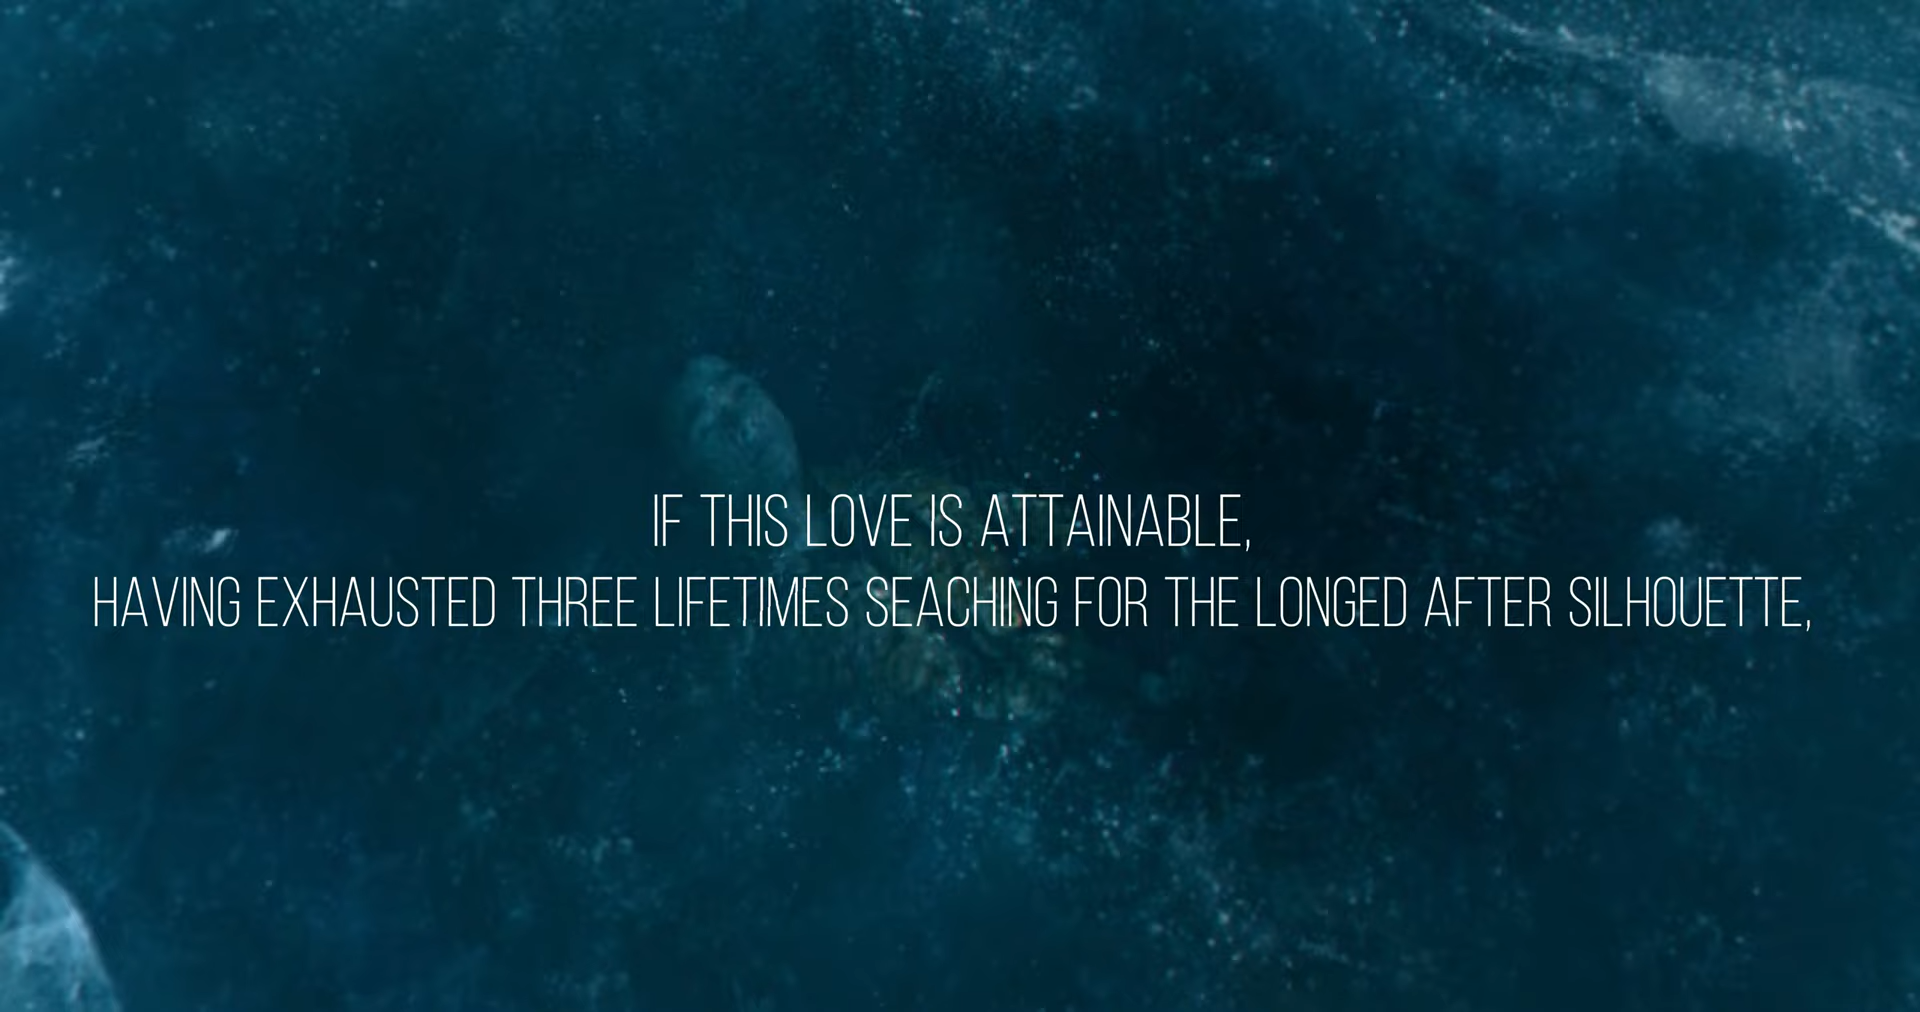 IF THIS LOVE IS ATTAINABLE,
HAVING EXHAUSTED THREE LIFETIMES SEACHING FOR THE LONGED AFTER SILHOUETTE,